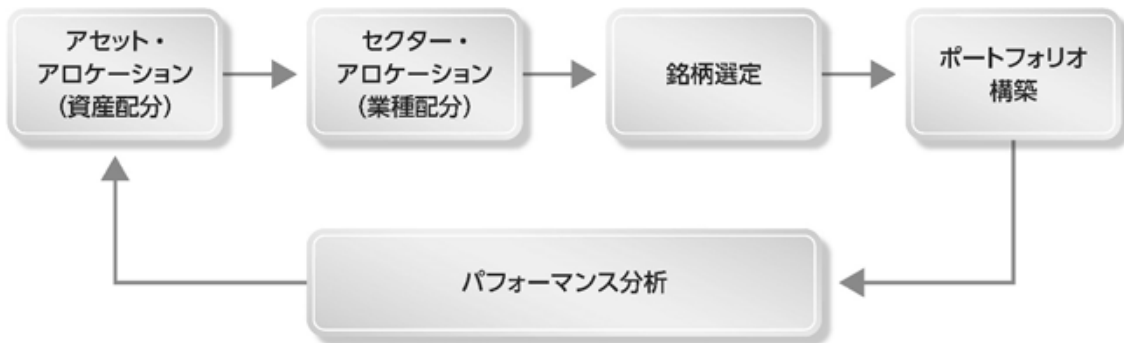 アセット・
アロケーション
(資産配分)
セクター・
アロケーション
(業種配分)
銘柄選定
ポートフォリオ
構築
パフォーマンス分析